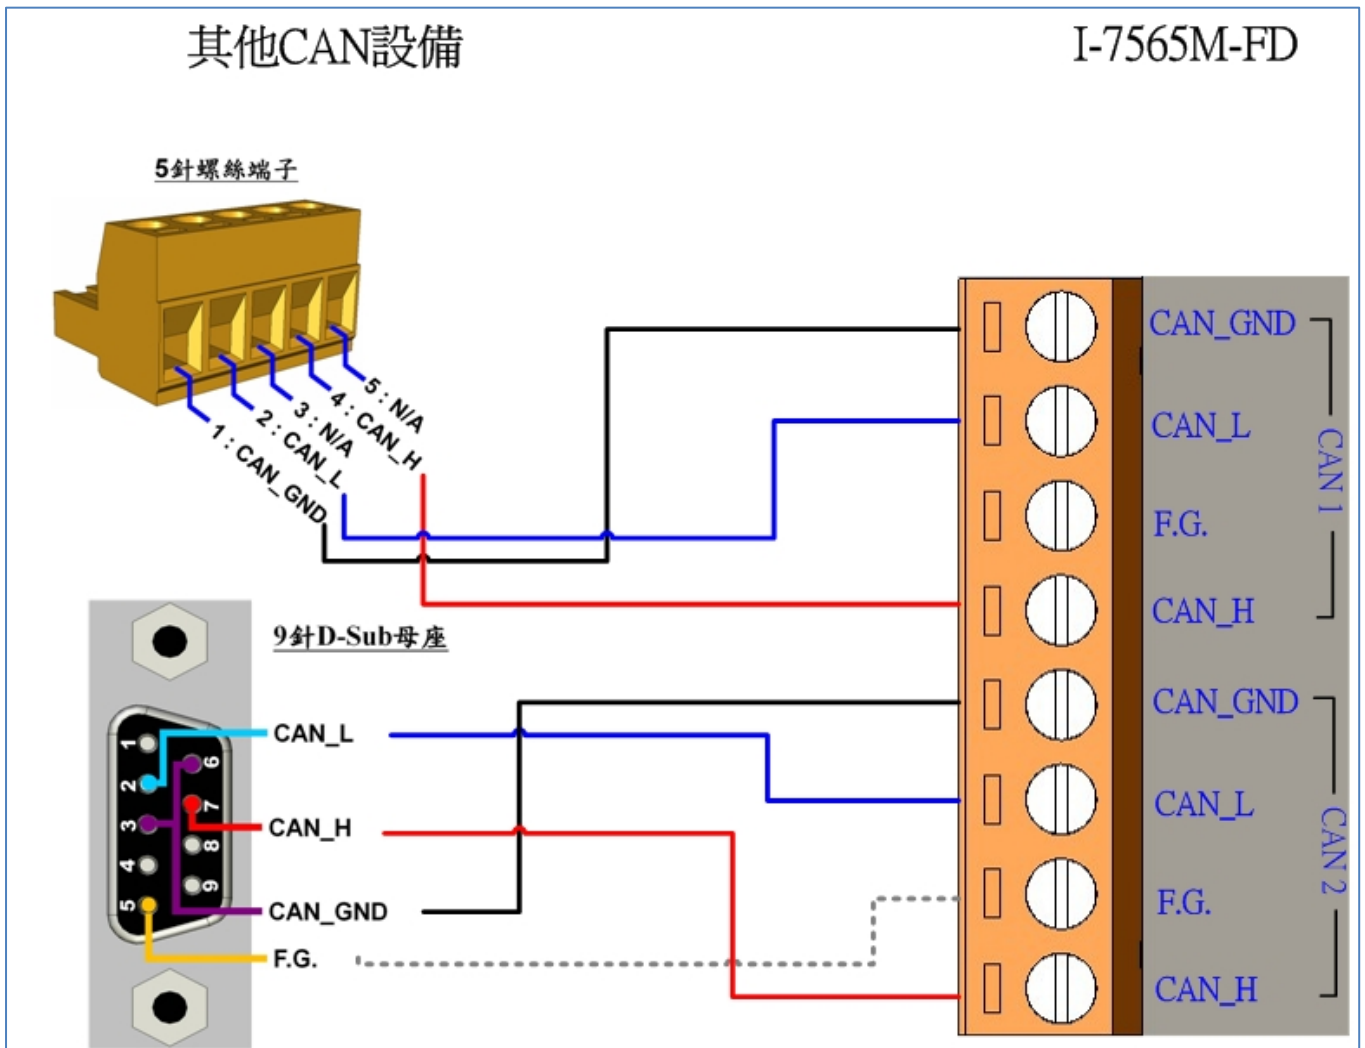 其他CAN設備
I-7565M-FD
5針螺絲端子
1 : CAN_GND
2 : CAN_L
3 : N/A
4 : CAN_H
5 : N/A
CAN_GND
CAN_L
F.G.
CAN_H
CAN 1
9針D-Sub母座
1
2
3
4
5
6
7
8
9
CAN_L
CAN_H
CAN_GND
F.G.
CAN_GND
CAN_L
F.G.
CAN_H
CAN 2